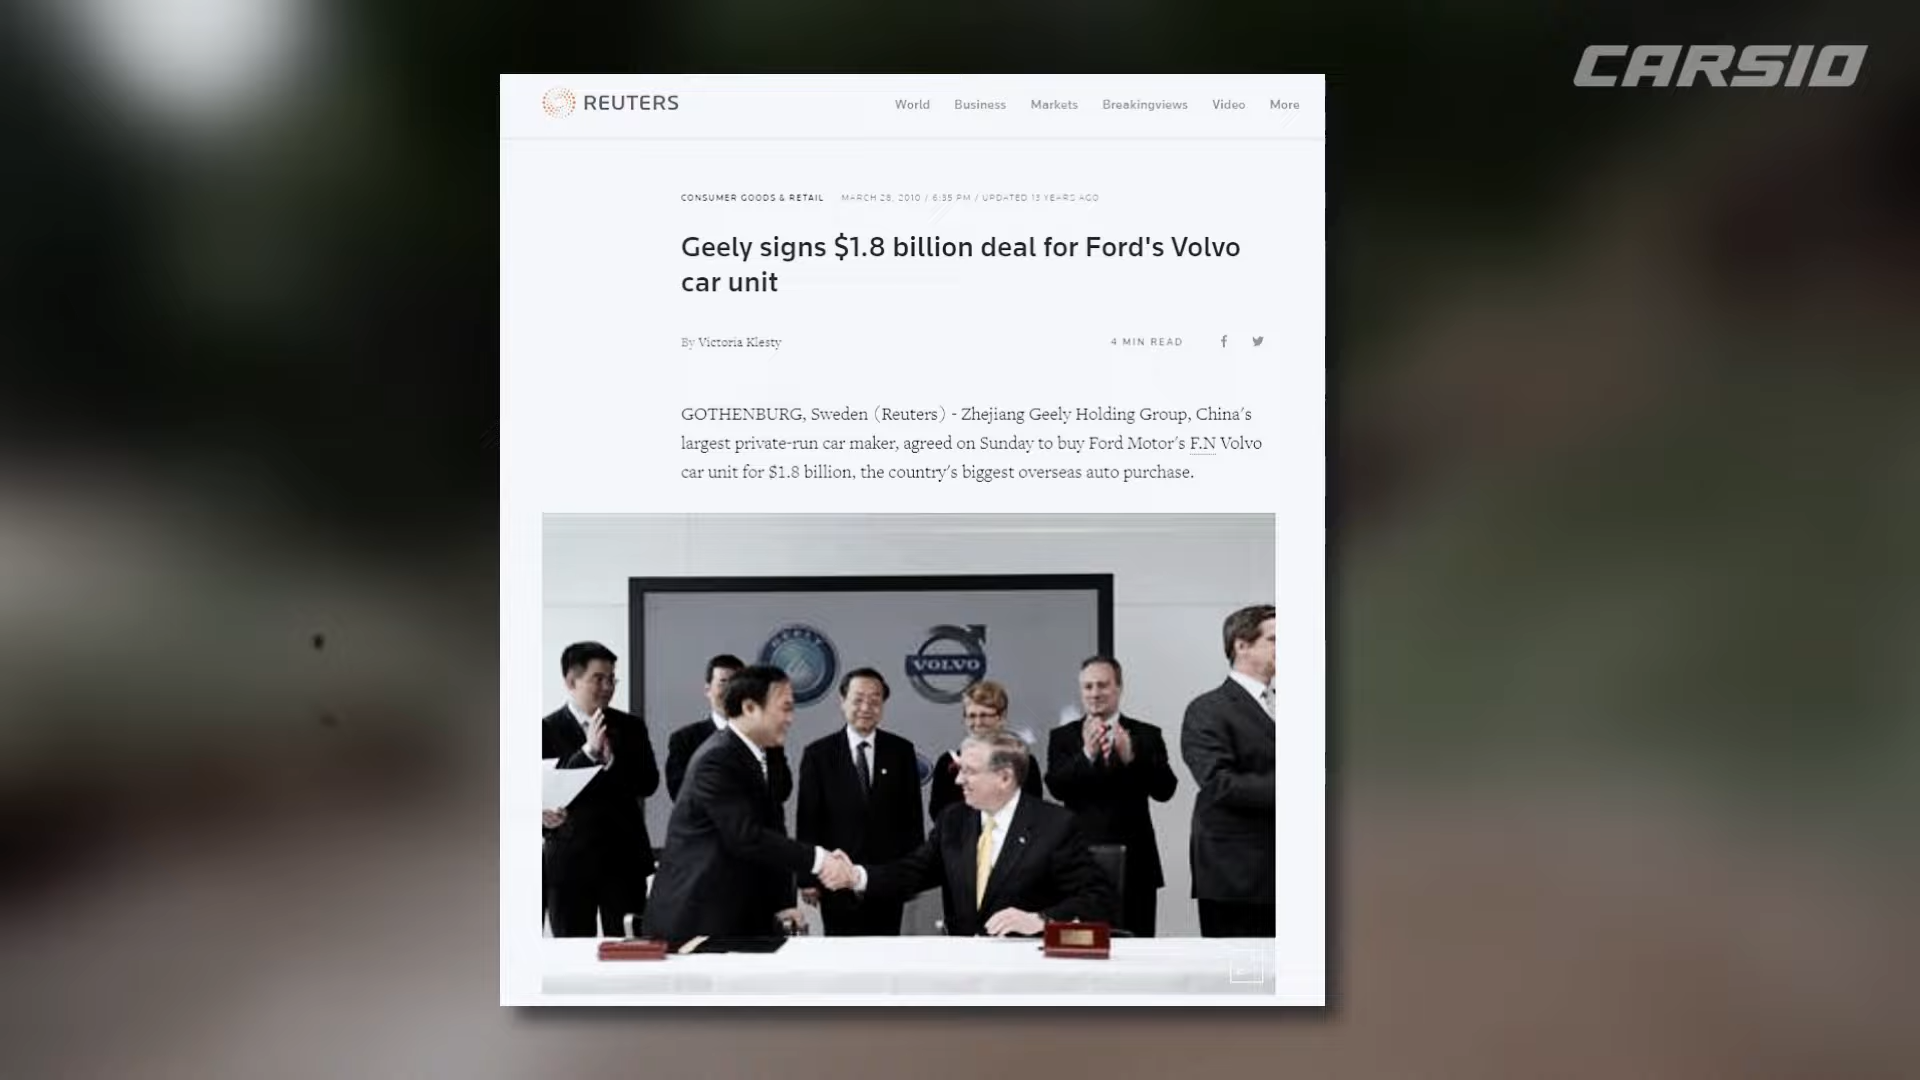 CARSIO
REUTERS
World Business Markets Breakingviews Video More
CONSUMER GOODS & RETAIL MARCH 28, 2010 / 6:35 PM / UPDATED 13 YEARS AGO
Geely signs $1.8 billion deal for Ford's Volvo
car unit
By Victoria Klesty
4 MIN READ
GOTHENBURG, Sweden (Reuters) - Zhejiang Geely Holding Group, China's
largest private-run car maker, agreed on Sunday to buy Ford Motor's F.N Volvo
car unit for $1.8 billion, the country's biggest overseas auto purchase.
GEELY
VOLVO